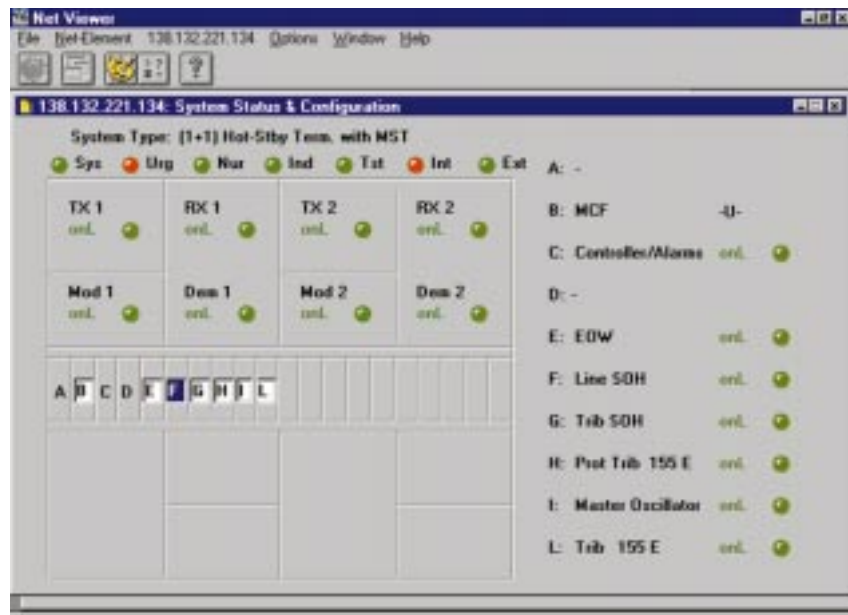 Net Viewer
File Net-Element 138.132.221.134 Options Window Help
138.132.221.134: System Status & Configuration
System Type: (1+1) Hot-Stby Term. with MST
Sys Urg Nur Ind Tst Int Ext
TX 1 RX 1 TX 2 RX 2
onl. onl. onl. onl.
Mod 1 Dem 1 Mod 2 Dem 2
onl. onl. onl. onl.
A B C D E F G H I L
A: -
B: MCF -U-
C: Controller/Alarms onl.
D: -
E: EOW onl.
F: Line SOH onl.
G: Trib SOH onl.
H: Prot Trib 155 E onl.
I: Master Oscillator onl.
L: Trib 155 E onl.